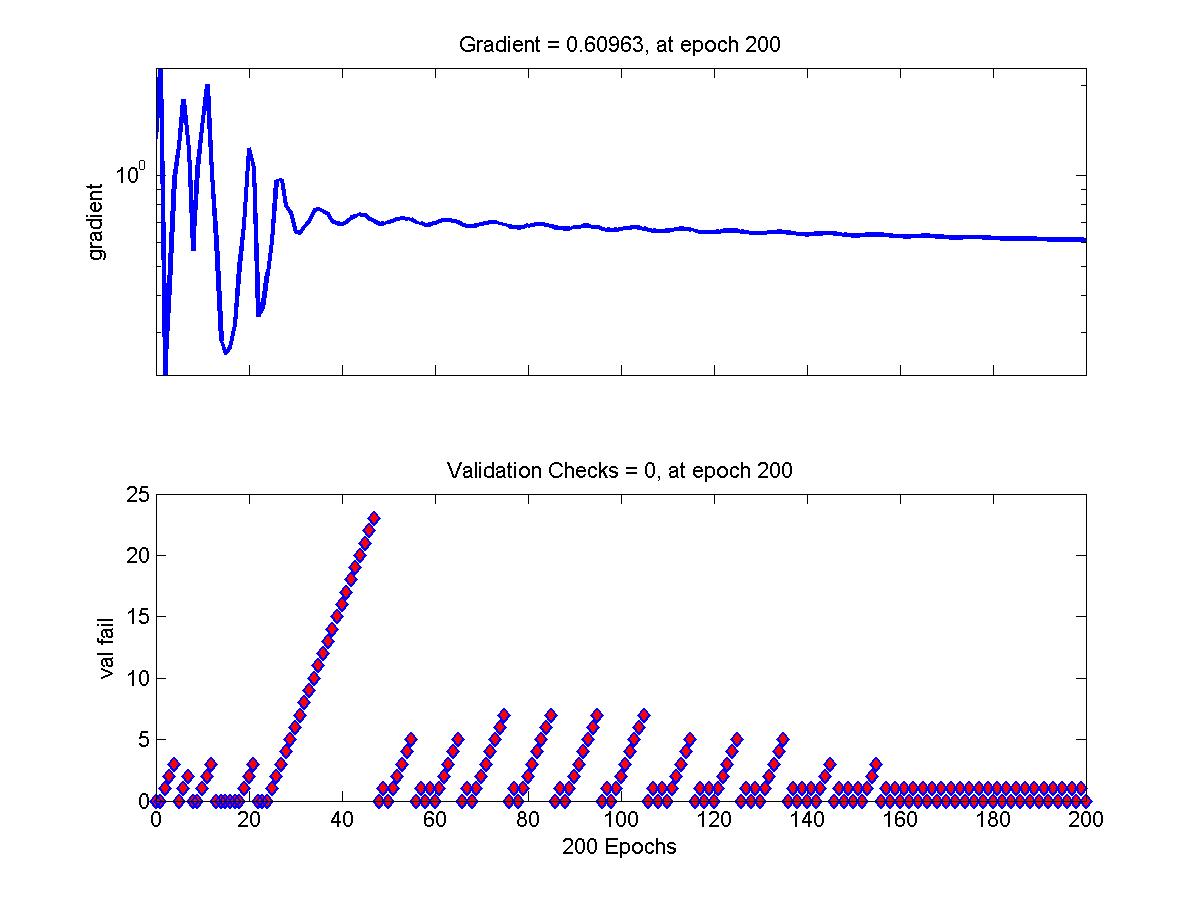 Gradient = 0.60963, at epoch 200
10^0
gradient
Validation Checks = 0, at epoch 200
25
20
15
10
5
0
val fail
0 20 40 60 80 100 120 140 160 180 200
200 Epochs